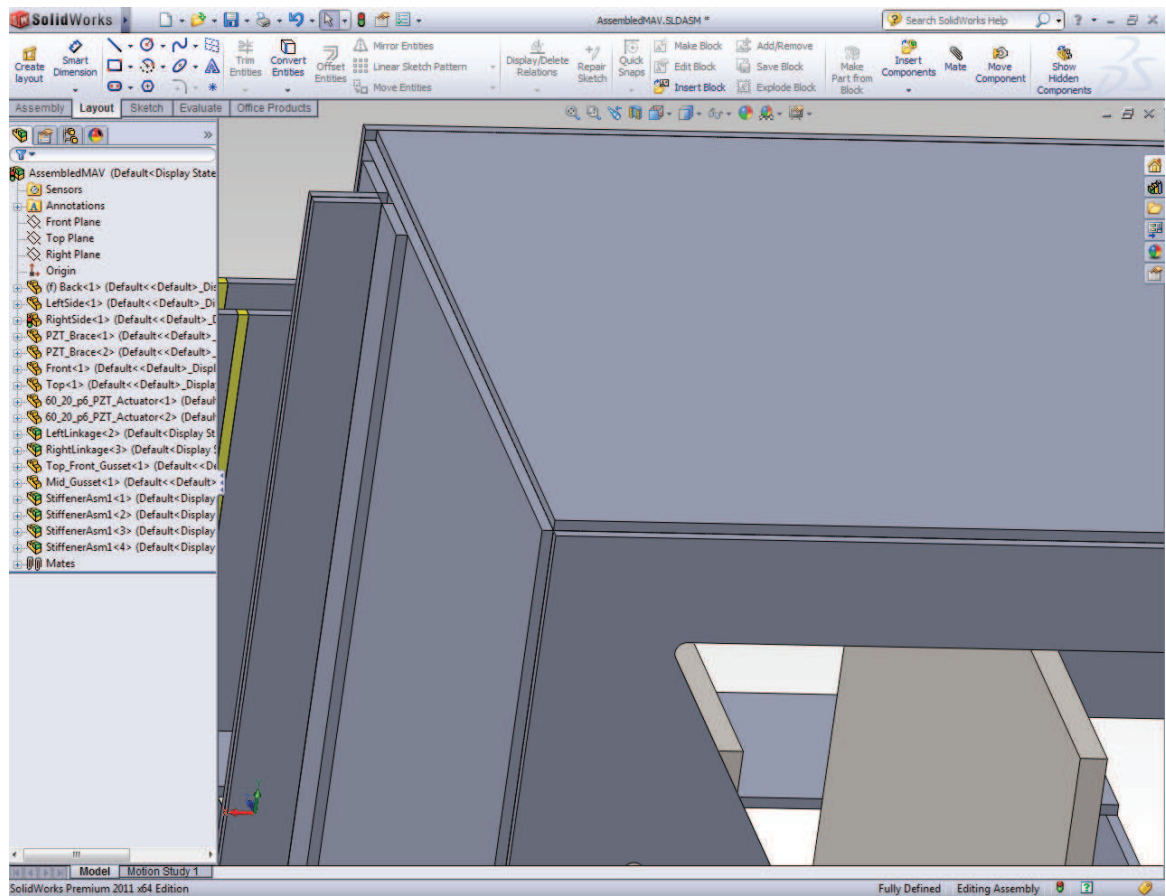 SolidWorks
AssembledMAV.SLDASM *
Search SolidWorks Help
Create layout
Smart Dimension
Trim Entities
Convert Entities
Offset Entities
Mirror Entities
Linear Sketch Pattern
Move Entities
Display/Delete Relations
Repair Sketch
Quick Snaps
Make Block
Edit Block
Insert Block
Add/Remove
Save Block
Explode Block
Make Part from Block
Insert Components
Mate
Move Component
Show Hidden Components
Assembly Layout Sketch Evaluate Office Products
AssembledMAV (Default<Display State
Sensors
Annotations
Front Plane
Top Plane
Right Plane
Origin
(f) Back<1> (Default<<Default>_Dis
LeftSide<1> (Default<<Default>_Di
RightSide<1> (Default<<Default>_D
PZT_Brace<1> (Default<<Default>_
PZT_Brace<2> (Default<<Default>_
Front<1> (Default<<Default>_Displ
Top<1> (Default<<Default>_Displa
60_20_p6_PZT_Actuator<1> (Defaul
60_20_p6_PZT_Actuator<2> (Defaul
LeftLinkage<2> (Default<Display St
RightLinkage<3> (Default<Display S
Top_Front_Gusset<1> (Default<<De
Mid_Gusset<1> (Default<<Default>
StiffenerAsm1<1> (Default<Display
StiffenerAsm1<2> (Default<Display
StiffenerAsm1<3> (Default<Display
StiffenerAsm1<4> (Default<Display
Mates
Model Motion Study 1
SolidWorks Premium 2011 x64 Edition
Fully Defined Editing Assembly